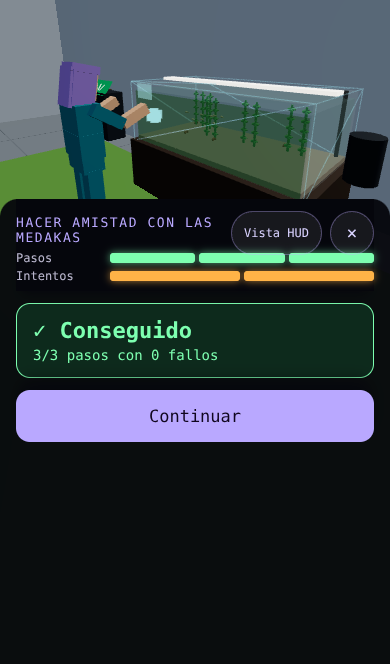 HACER AMISTAD CON LAS
MEDAKAS
Vista HUD
×
Pasos
Intentos
✓ Conseguido
3/3 pasos con 0 fallos
Continuar